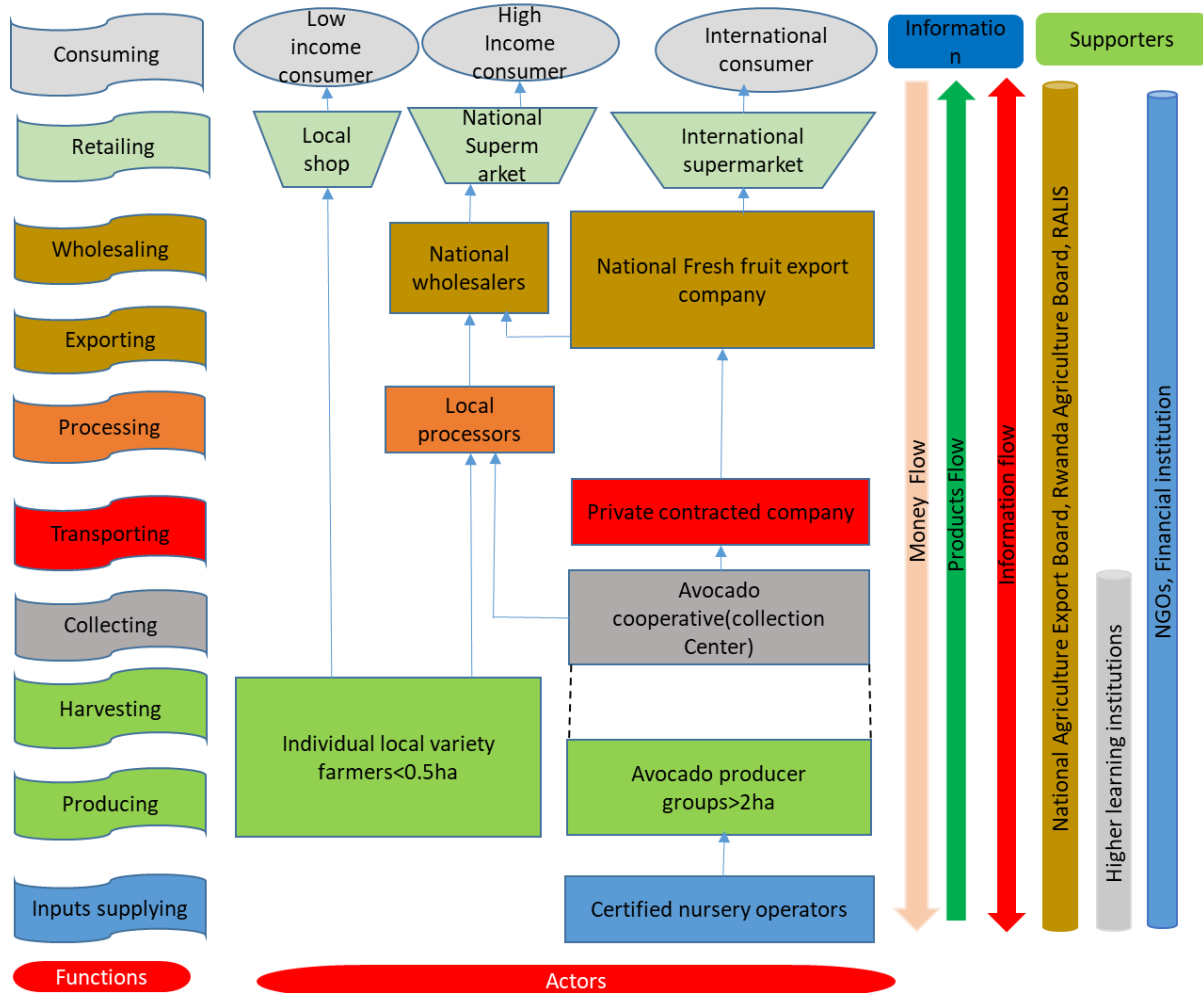 Consuming
Low
income
consumer
High
Income
consumer
International
consumer
Informatio
n
Supporters
Retailing
Local
shop
National
Superm
arket
International
supermarket
Wholesaling
National
wholesalers
National Fresh fruit export
company
Exporting
Processing
Local
processors
Transporting
Private contracted company
Collecting
Avocado
cooperative(collection
Center)
Harvesting
Individual local variety
farmers<0.5ha
Producing
Avocado producer
groups>2ha
Inputs supplying
Certified nursery operators
Functions
Actors
Money  Flow
Products Flow
Information flow
National Agriculture Export Board, Rwanda Agriculture Board, RALIS
Higher learning institutions
NGOs, Financial institution